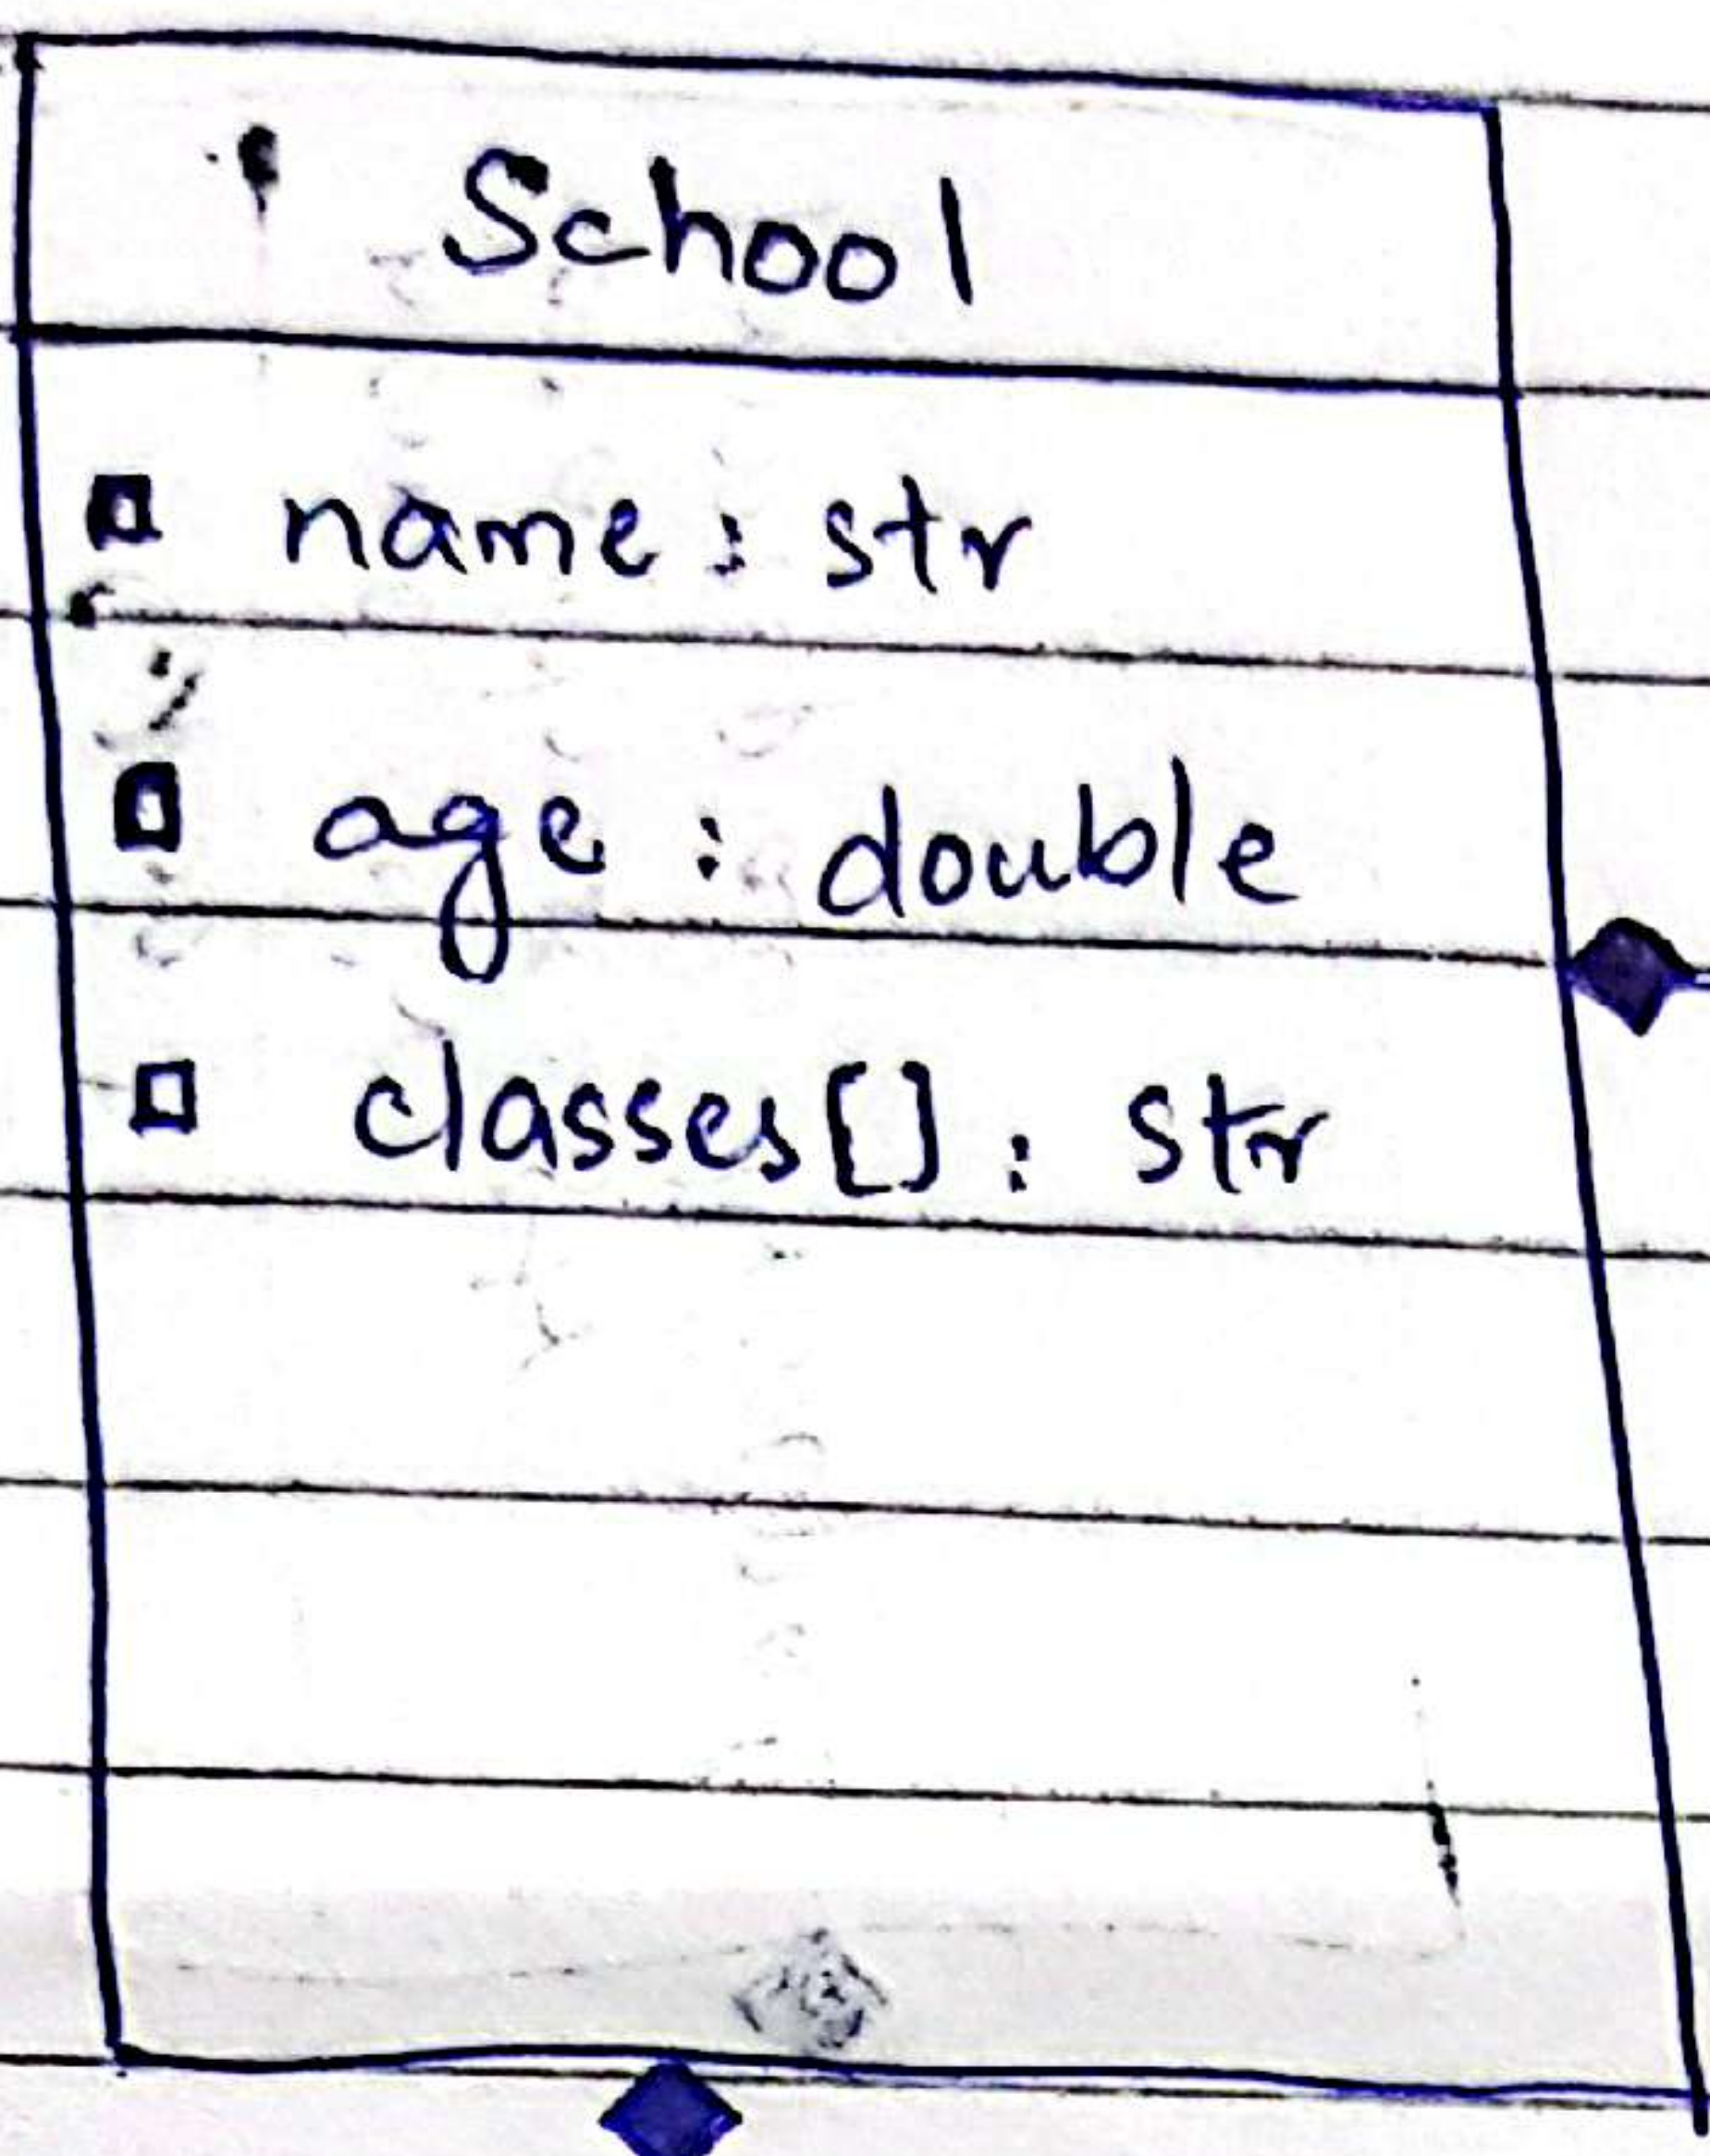 School
name : str
age : double
classes[] : str